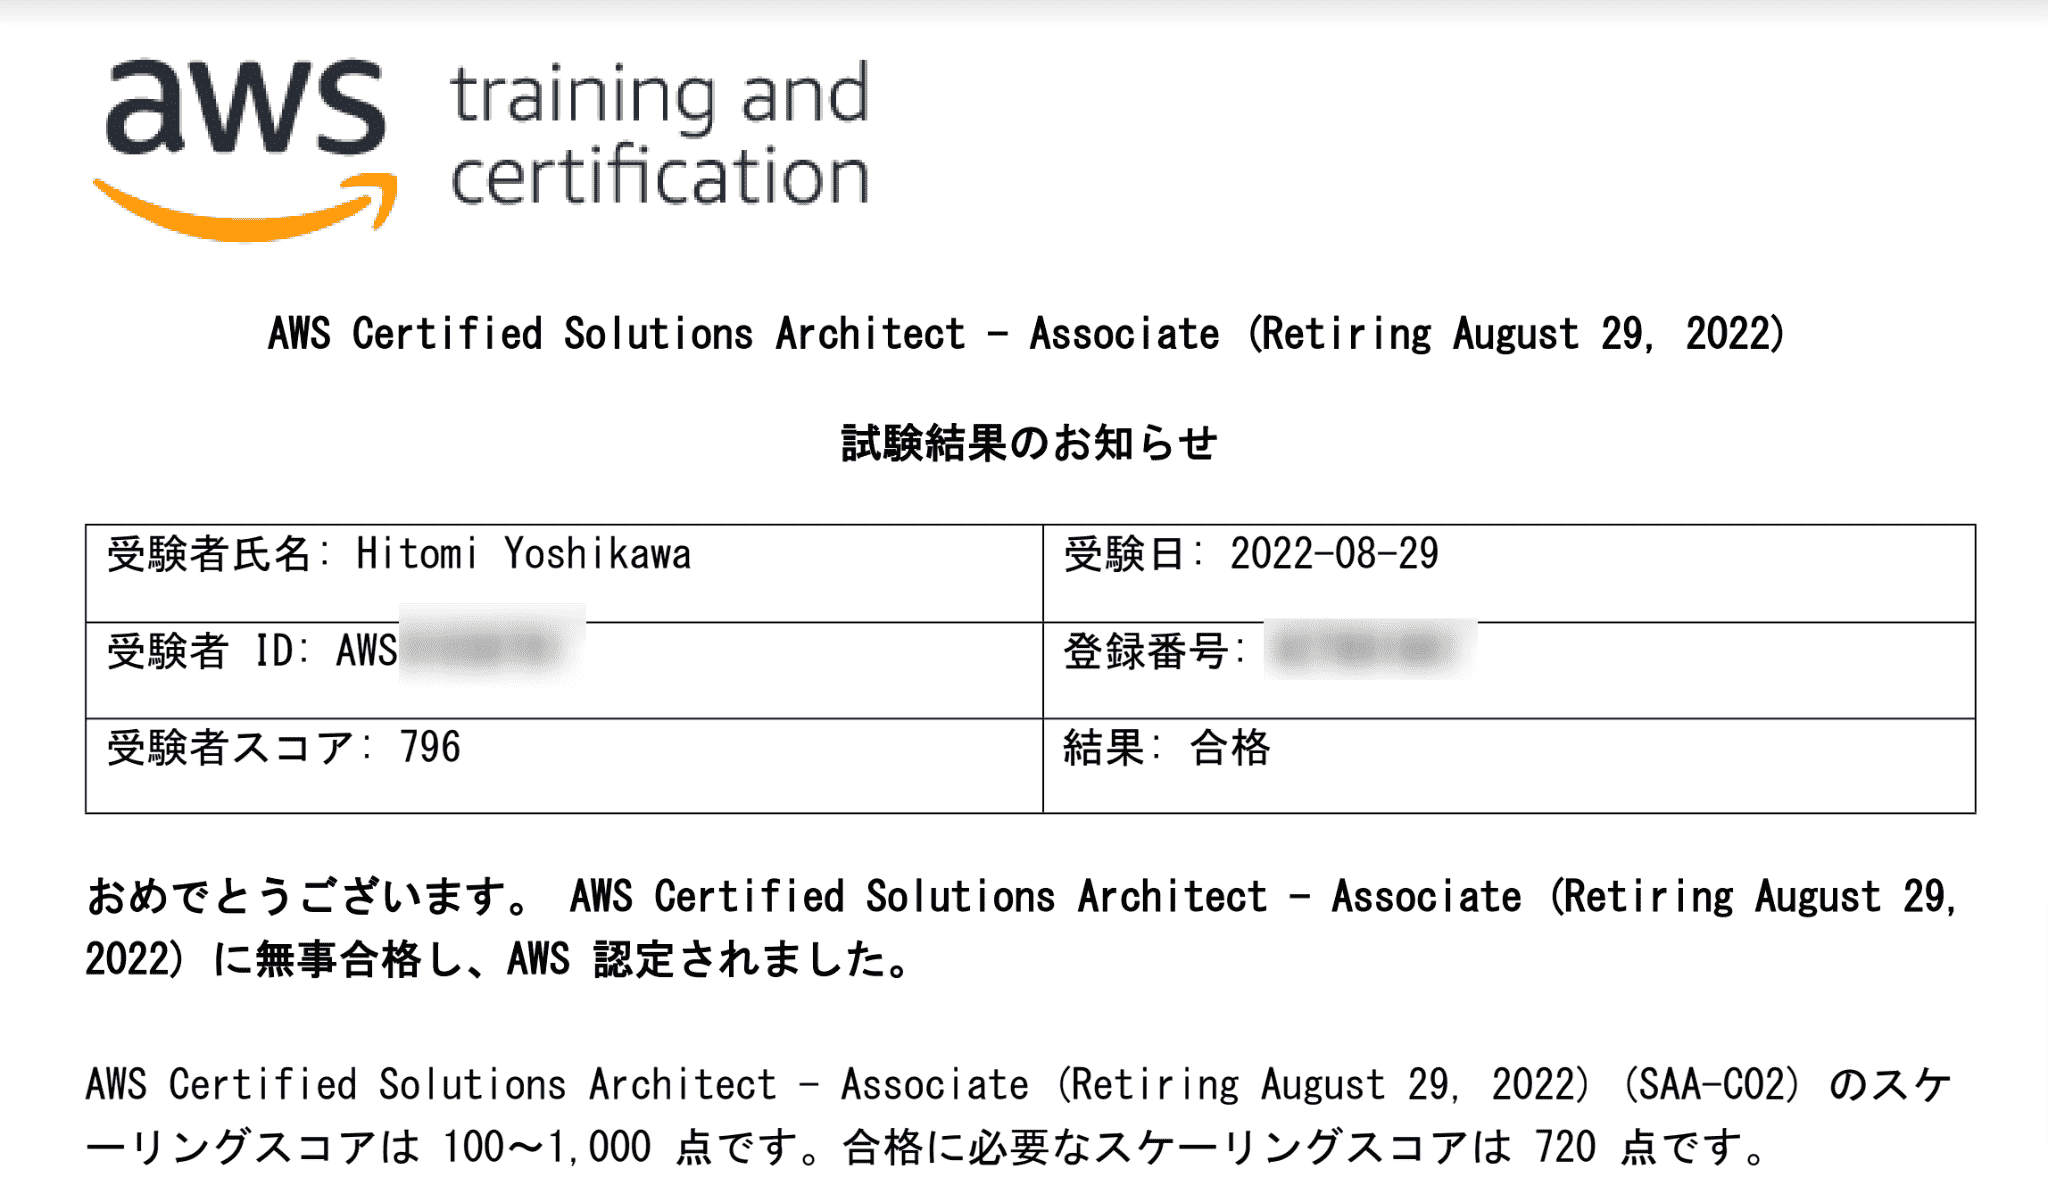 aws training and
certification
AWS Certified Solutions Architect - Associate (Retiring August 29, 2022)
試験結果のお知らせ
受験者氏名: Hitomi Yoshikawa
受験日: 2022-08-29
受験者 ID: AWS
登録番号:
受験者スコア: 796
結果: 合格
おめでとうございます。 AWS Certified Solutions Architect - Associate (Retiring August 29,
2022) に無事合格し、AWS 認定されました。
AWS Certified Solutions Architect - Associate (Retiring August 29, 2022) (SAA-C02) のスケ
ーリングスコアは 100～1,000 点です。合格に必要なスケーリングスコアは 720 点です。